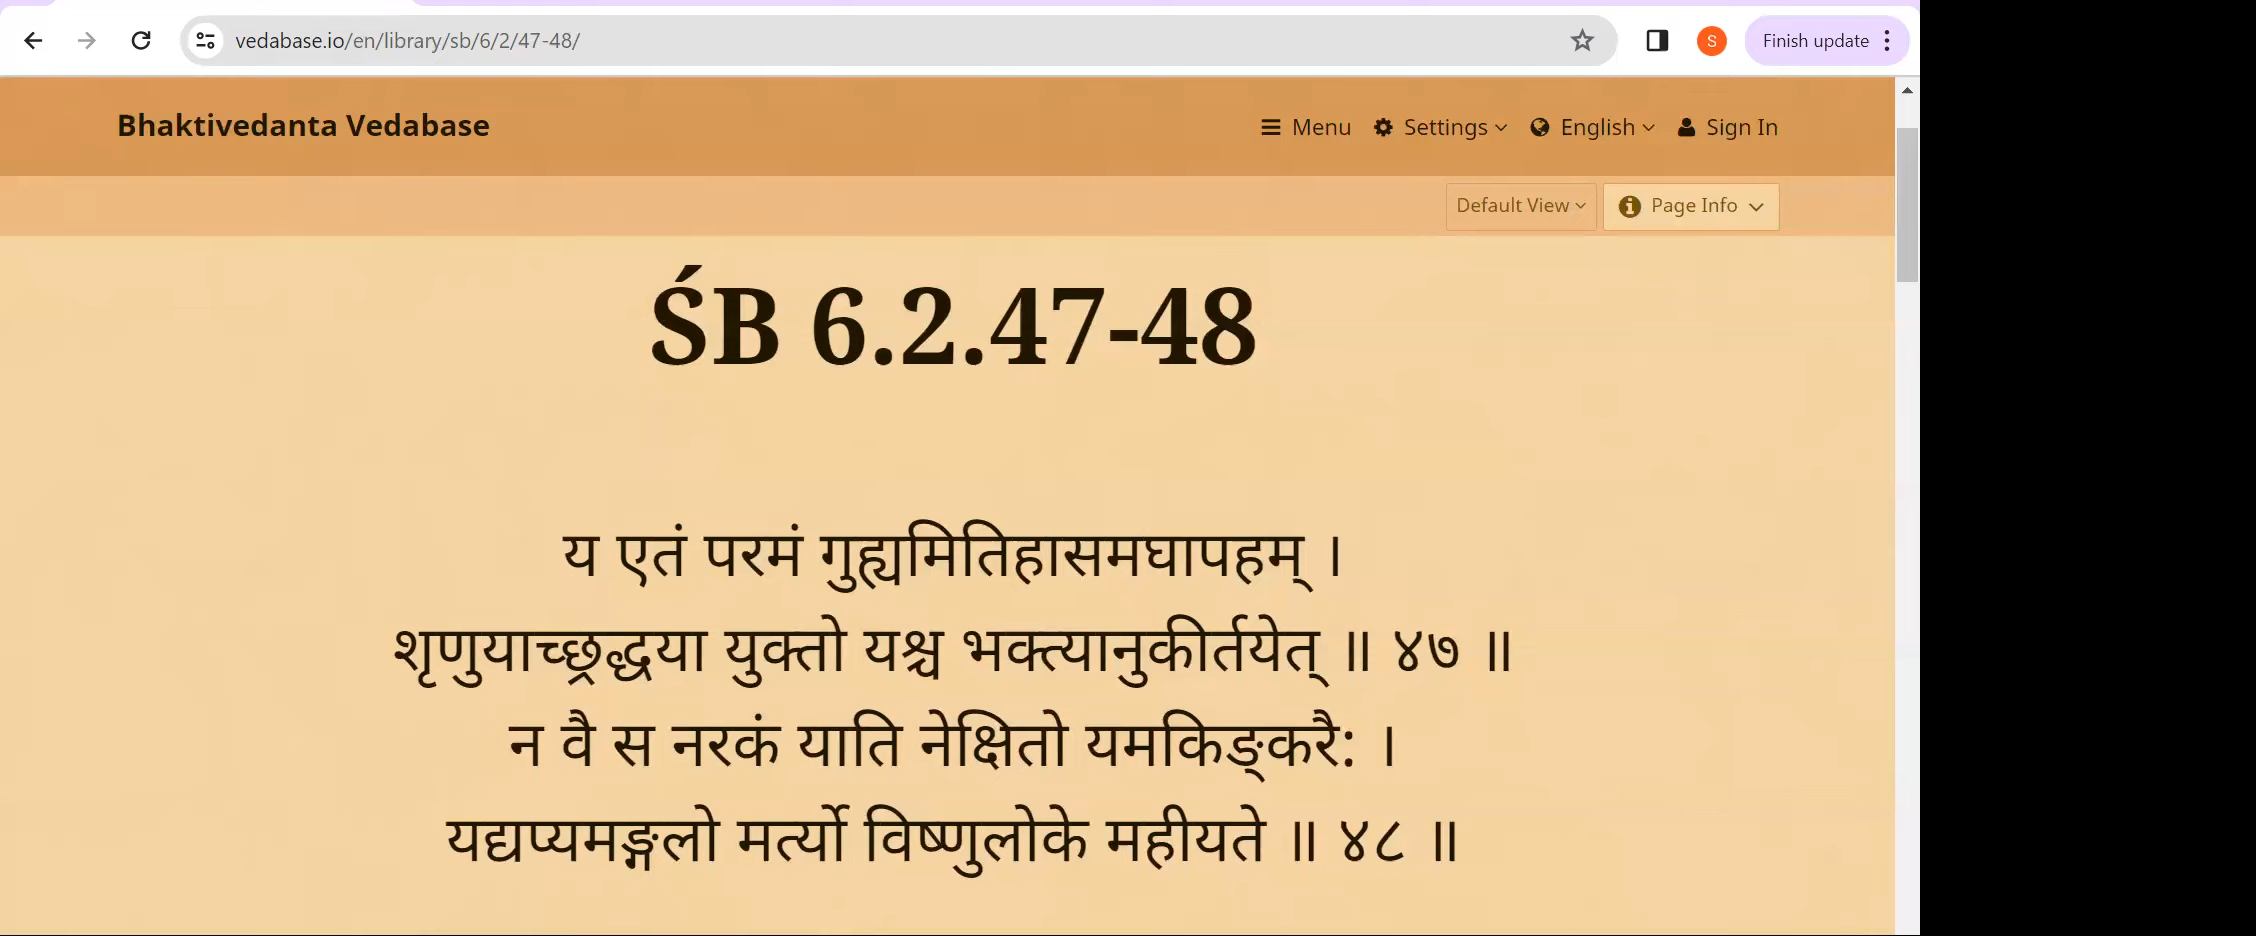 vedabase.io/en/library/sb/6/2/47-48/
S
Finish update
Bhaktivedanta Vedabase
Menu
Settings
English
Sign In
Default View
Page Info
ŚB 6.2.47-48
य एतं परमं गुह्यमितिहासमघापहम् ।
शृणुयाच्छ्रद्धया युक्तो यश्च भक्त्यानुकीर्तयेत् ॥ ४७ ॥
न वै स नरकं याति नेक्षितो यमकिङ्करै: ।
यद्यप्यमङ्गलो मर्त्यो विष्णुलोके महीयते ॥ ४८ ॥